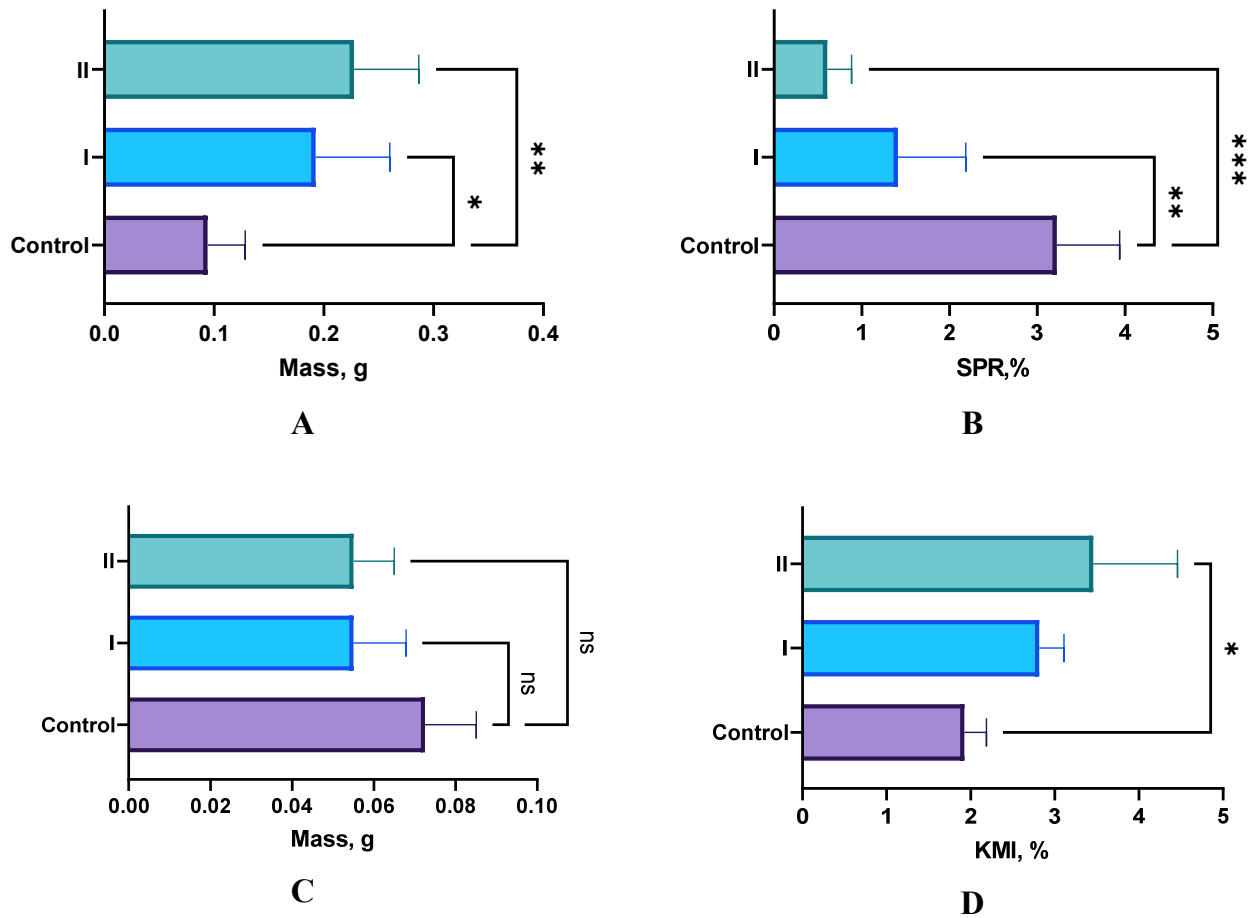 II
I
Control
**
*
0.0 0.1 0.2 0.3 0.4
Mass, g
A
II
I
Control
***
**
0 1 2 3 4 5
SPR,%
B
II
I
Control
ns
ns
0.00 0.02 0.04 0.06 0.08 0.10
Mass, g
C
II
I
Control
*
0 1 2 3 4 5
KMI, %
D